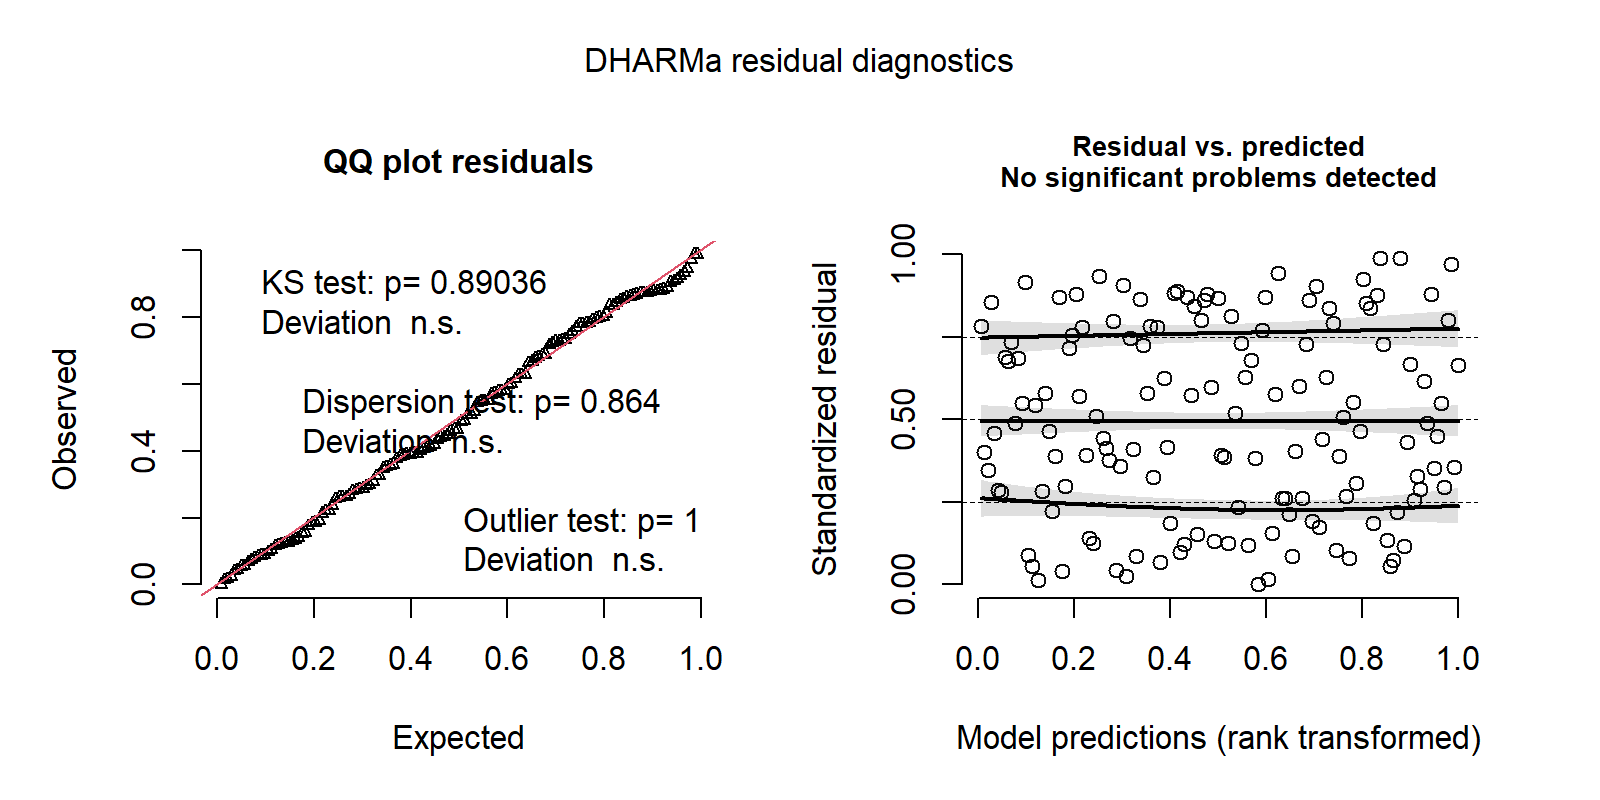 DHARMa residual diagnostics
QQ plot residuals
KS test: p= 0.89036
Deviation  n.s.
Dispersion test: p= 0.864
Deviation  n.s.
Outlier test: p= 1
Deviation  n.s.
Observed
0.0
0.4
0.8
0.0 0.2 0.4 0.6 0.8 1.0
Expected
Residual vs. predicted
No significant problems detected
Standardized residual
0.00
0.50
1.00
0.0 0.2 0.4 0.6 0.8 1.0
Model predictions (rank transformed)